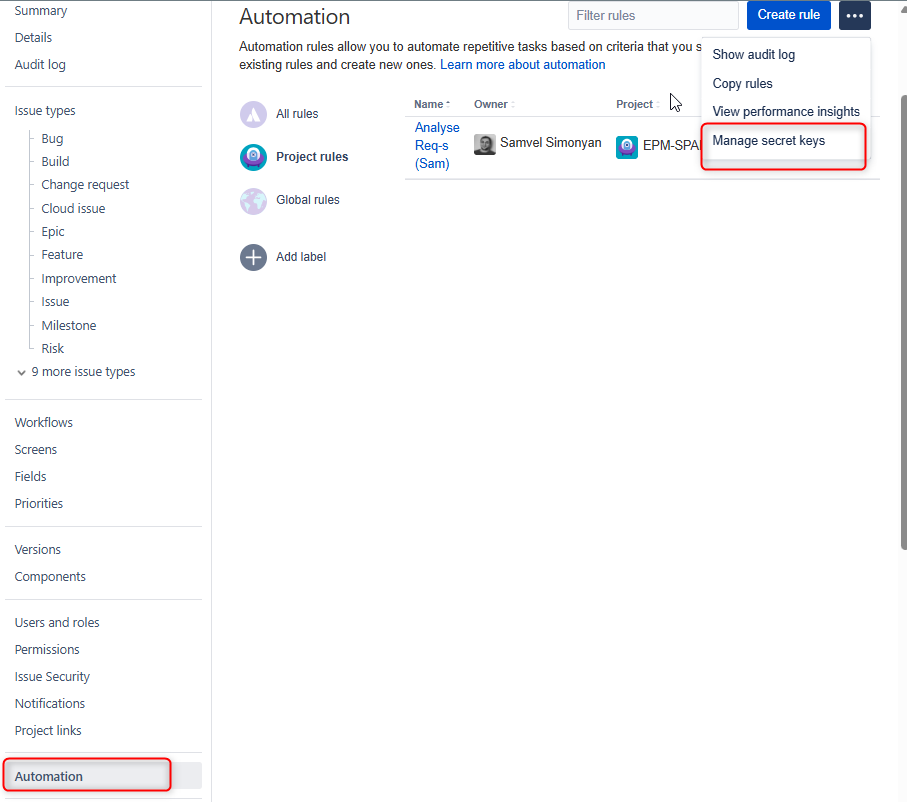 Summary
Details
Audit log
Issue types
Bug
Build
Change request
Cloud issue
Epic
Feature
Improvement
Issue
Milestone
Risk
9 more issue types
Workflows
Screens
Fields
Priorities
Versions
Components
Users and roles
Permissions
Issue Security
Notifications
Project links
Automation
Automation
Filter rules
Create rule
Automation rules allow you to automate repetitive tasks based on criteria that you s
existing rules and create new ones. Learn more about automation
Show audit log
Copy rules
View performance insights
Manage secret keys
All rules
Project rules
Global rules
Add label
Name Owner Project
Analyse
Req-s
(Sam)
Samvel Simonyan
EPM-SPA